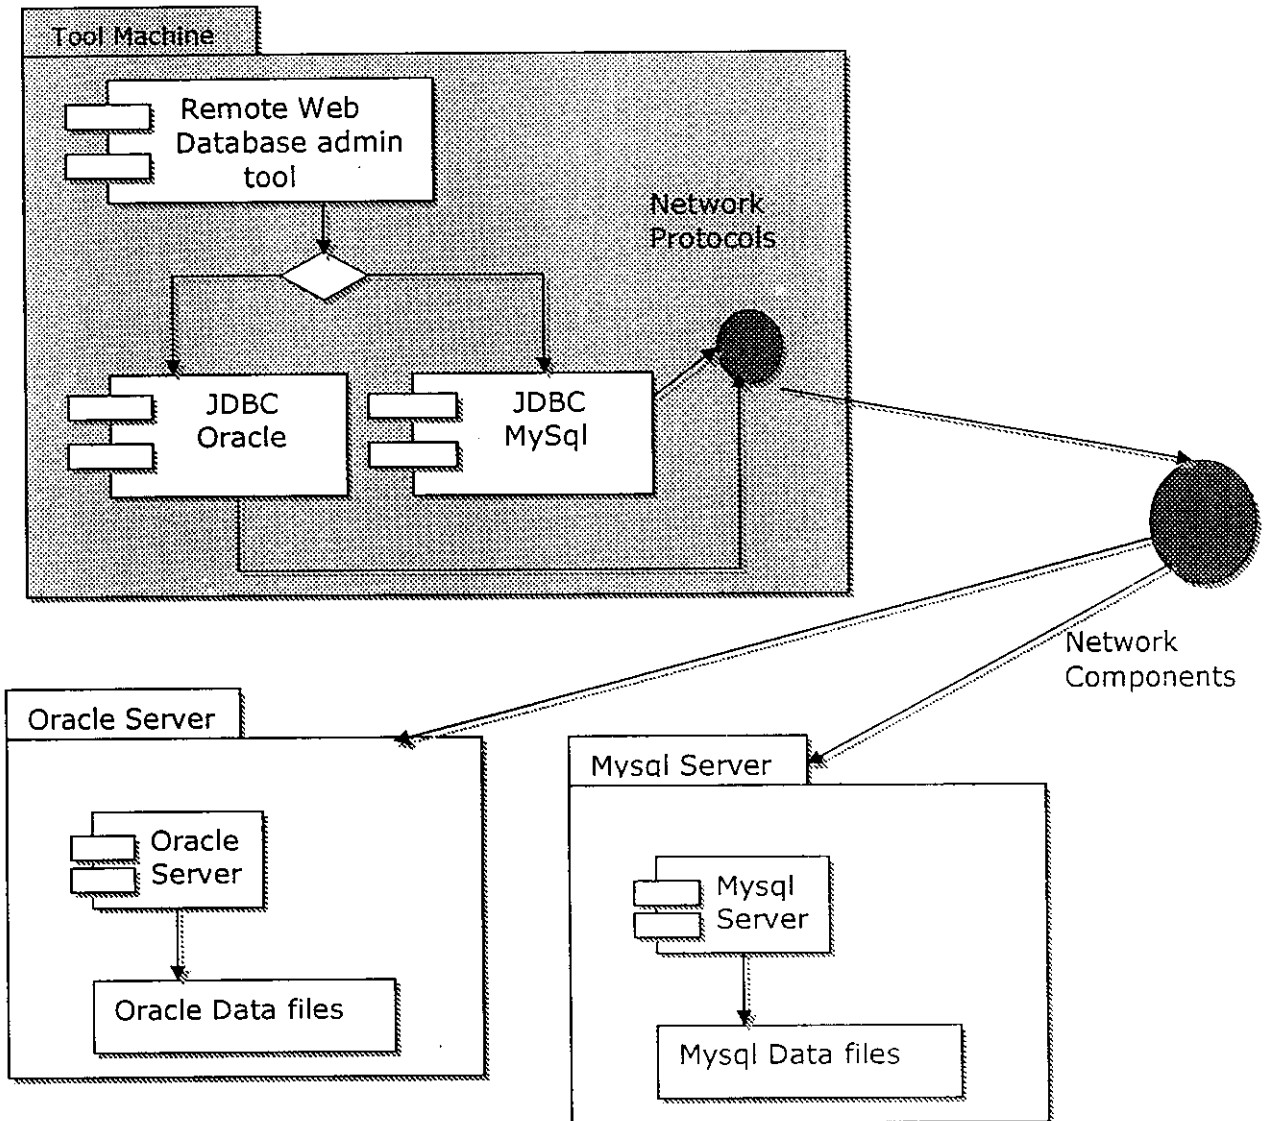 Tool Machine
Remote Web
Database admin
tool
Network
Protocols
JDBC
Oracle
JDBC
MySql
Network
Components
Oracle Server
Oracle
Server
Oracle Data files
Mysql Server
Mysql
Server
Mysql Data files